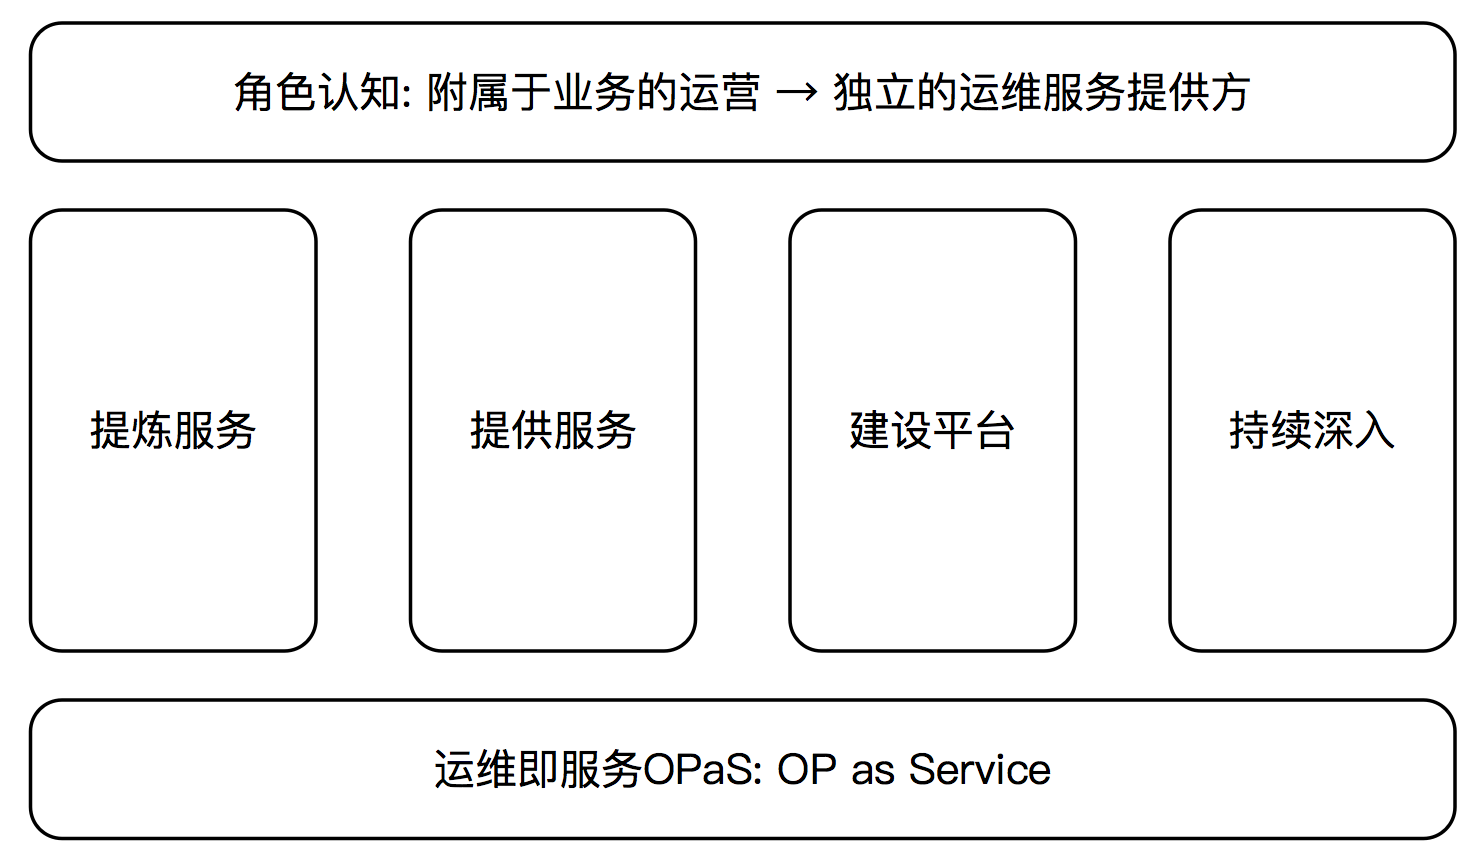 角色认知: 附属于业务的运营 → 独立的运维服务提供方
提炼服务
提供服务
建设平台
持续深入
运维即服务OPaS: OP as Service